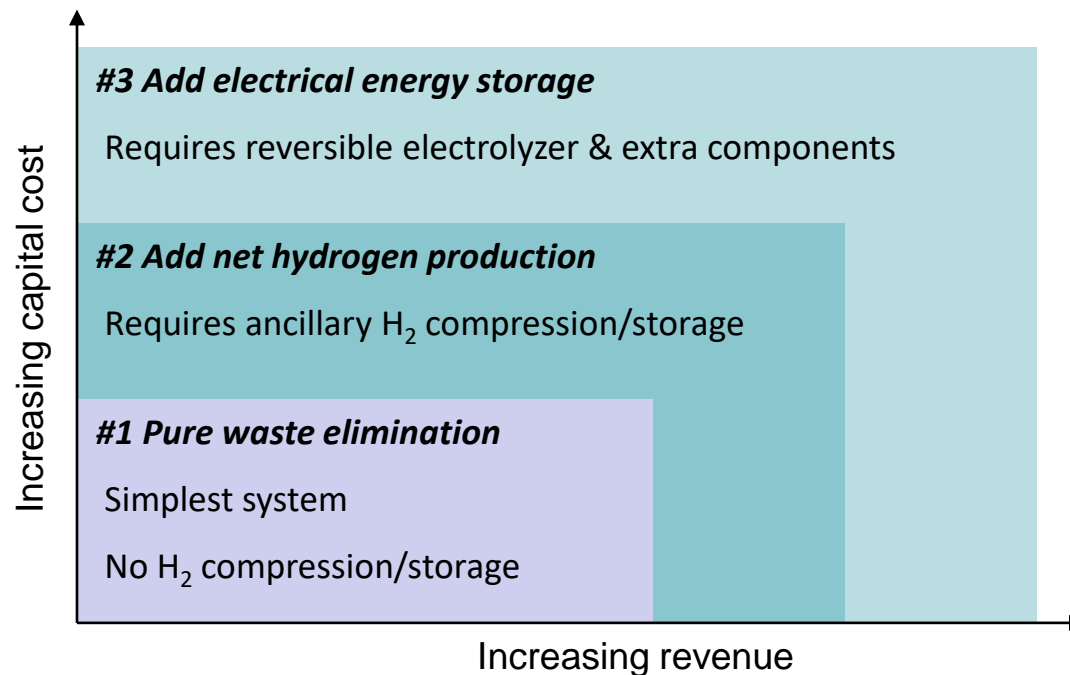 #3 Add electrical energy storage
Requires reversible electrolyzer & extra components
#2 Add net hydrogen production
Requires ancillary H₂ compression/storage
#1 Pure waste elimination
Simplest system
No H₂ compression/storage
Increasing capital cost
Increasing revenue